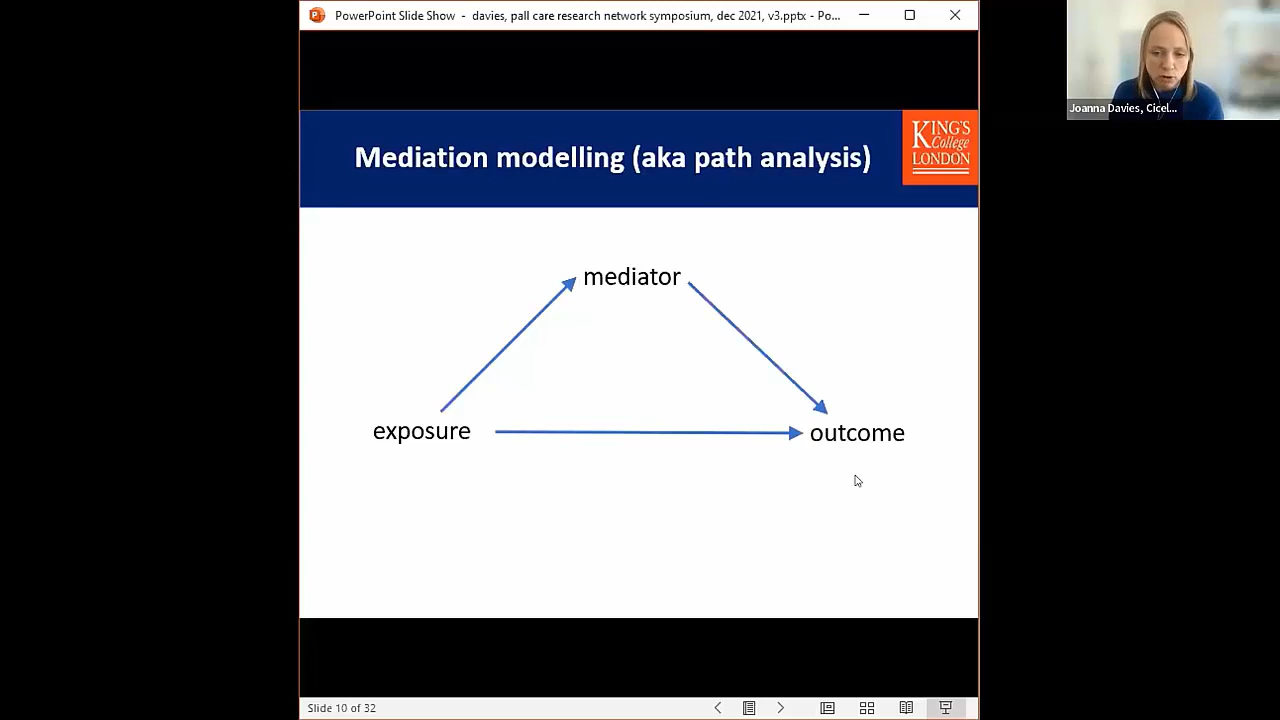 PowerPoint Slide Show - davies, pall care research network symposium, dec 2021, v3.pptx - Po...
Joanna Davies, Cicel...
Mediation modelling (aka path analysis)
KING'S
College
LONDON
mediator
exposure
outcome
Slide 10 of 32